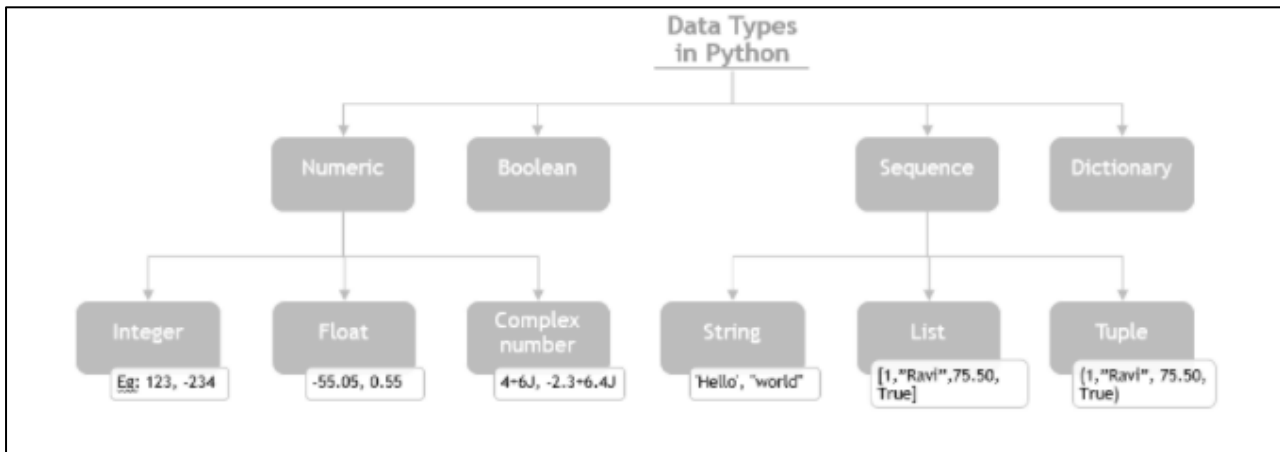 Data Types
in Python
Numeric
Boolean
Sequence
Dictionary
Integer
Float
Complex
number
String
List
Tuple
Eg: 123, -234
-55.05, 0.55
4+6J, -2.3+6.4J
'Hello', "world"
[1,"Ravi",75.50,
True]
(1,"Ravi", 75.50,
True)